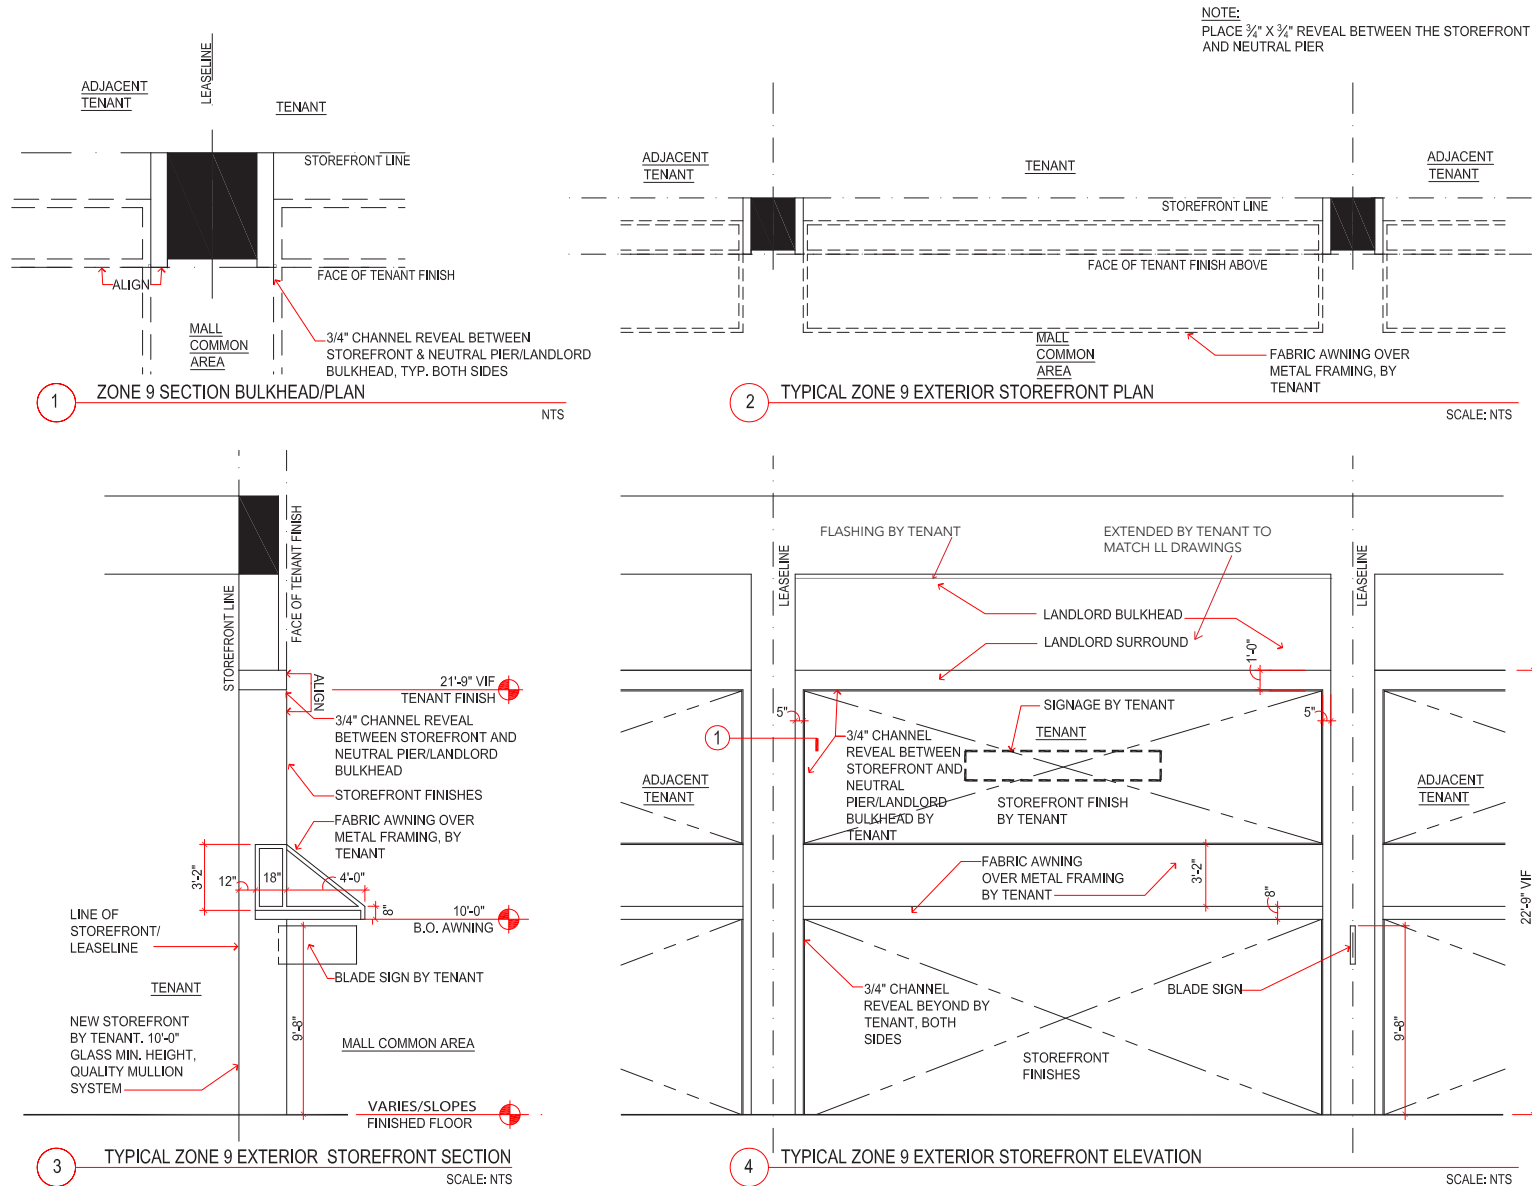 NOTE:
PLACE ¾" X ¾" REVEAL BETWEEN THE STOREFRONT
AND NEUTRAL PIER
LEASELINE
ADJACENT
TENANT
TENANT
STOREFRONT LINE
FACE OF TENANT FINISH
ALIGN
MALL
COMMON
AREA
3/4" CHANNEL REVEAL BETWEEN
STOREFRONT & NEUTRAL PIER/LANDLORD
BULKHEAD, TYP. BOTH SIDES
1
ZONE 9 SECTION BULKHEAD/PLAN
NTS
ADJACENT
TENANT
TENANT
ADJACENT
TENANT
STOREFRONT LINE
FACE OF TENANT FINISH ABOVE
MALL
COMMON
AREA
FABRIC AWNING OVER
METAL FRAMING, BY
TENANT
2
TYPICAL ZONE 9 EXTERIOR STOREFRONT PLAN
SCALE: NTS
STOREFRONT LINE
FACE OF TENANT FINISH
ALIGN
21'-9" VIF
TENANT FINISH
3/4" CHANNEL REVEAL
BETWEEN STOREFRONT AND
NEUTRAL PIER/LANDLORD
BULKHEAD
STOREFRONT FINISHES
FABRIC AWNING OVER
METAL FRAMING, BY
TENANT
3'-2"
12"
18"
4'-0"
8"
10'-0"
B.O. AWNING
LINE OF
STOREFRONT/
LEASELINE
BLADE SIGN BY TENANT
TENANT
9'-8"
NEW STOREFRONT
BY TENANT. 10'-0"
GLASS MIN. HEIGHT,
QUALITY MULLION
SYSTEM
MALL COMMON AREA
VARIES/SLOPES
FINISHED FLOOR
3
TYPICAL ZONE 9 EXTERIOR STOREFRONT SECTION
SCALE: NTS
FLASHING BY TENANT
EXTENDED BY TENANT TO
MATCH LL DRAWINGS
LEASELINE
LEASELINE
LANDLORD BULKHEAD
LANDLORD SURROUND
1'-0"
5"
5"
SIGNAGE BY TENANT
TENANT
1
3/4" CHANNEL
REVEAL BETWEEN
STOREFRONT AND
NEUTRAL
PIER/LANDLORD
BULKHEAD BY
TENANT
STOREFRONT FINISH
BY TENANT
ADJACENT
TENANT
ADJACENT
TENANT
FABRIC AWNING
OVER METAL FRAMING
BY TENANT
3'-2"
8"
22'-9" VIF
3/4" CHANNEL
REVEAL BEYOND BY
TENANT, BOTH
SIDES
BLADE SIGN
9'-8"
STOREFRONT
FINISHES
4
TYPICAL ZONE 9 EXTERIOR STOREFRONT ELEVATION
SCALE: NTS